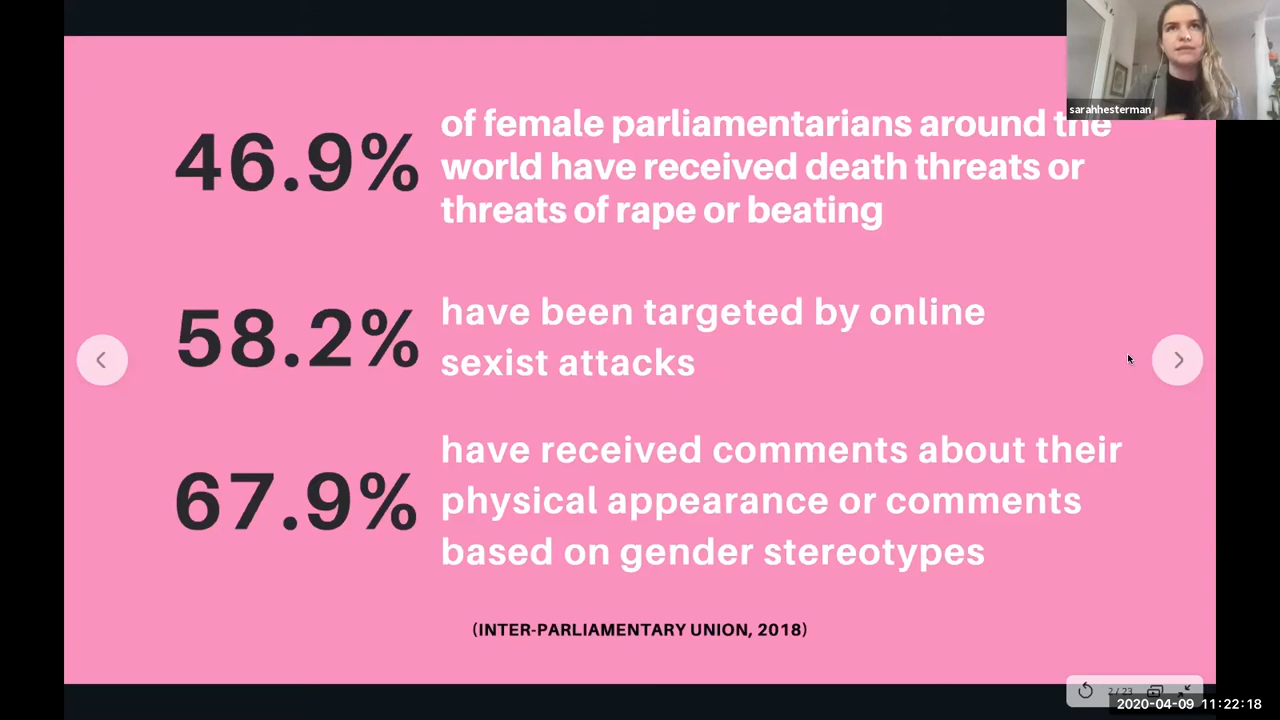 sarahhesterman
46.9%
of female parliamentarians around the
world have received death threats or
threats of rape or beating
58.2%
have been targeted by online
sexist attacks
67.9%
have received comments about their
physical appearance or comments
based on gender stereotypes
(INTER-PARLIAMENTARY UNION, 2018)
2 / 23
2020-04-09 11:22:18